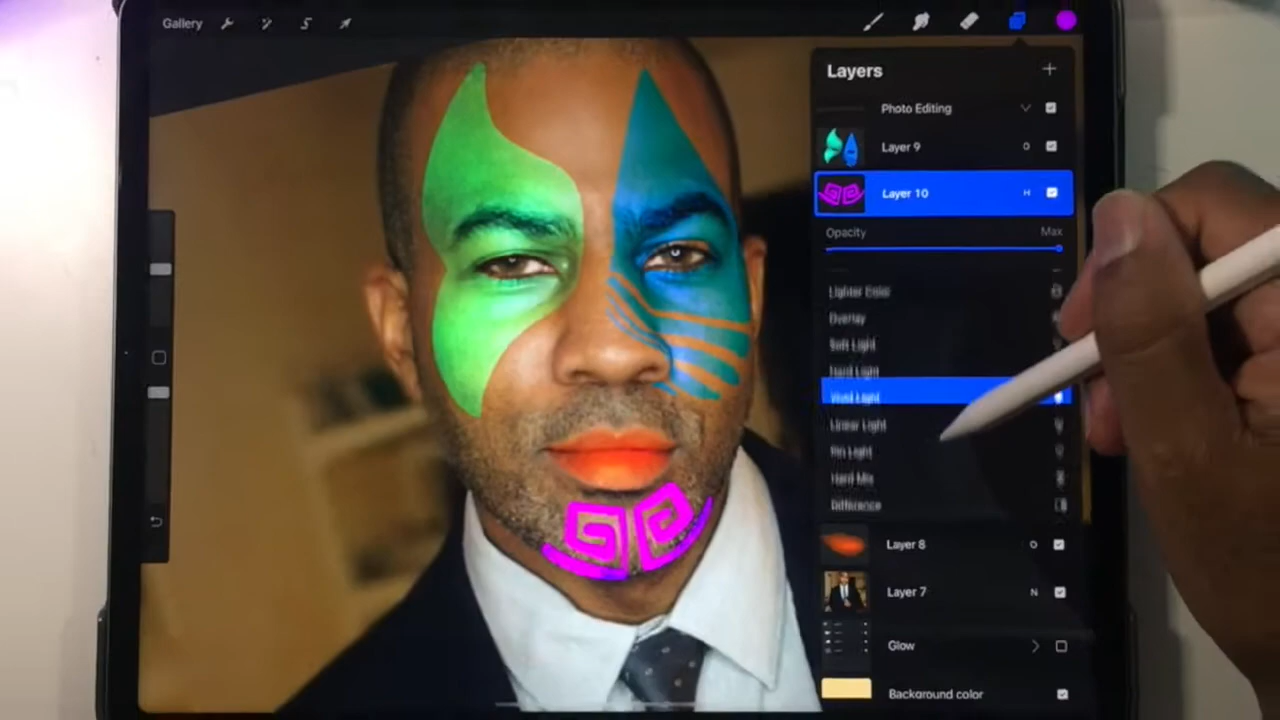 Gallery
Layers
Photo Editing
Layer 9 O
Layer 10 H
Opacity Max
Lighter Color
Overlay
Soft Light
Hard Light
Vivid Light
Linear Light
Pin Light
Hard Mix
Difference
Layer 8 O
Layer 7 N
Glow
Background color